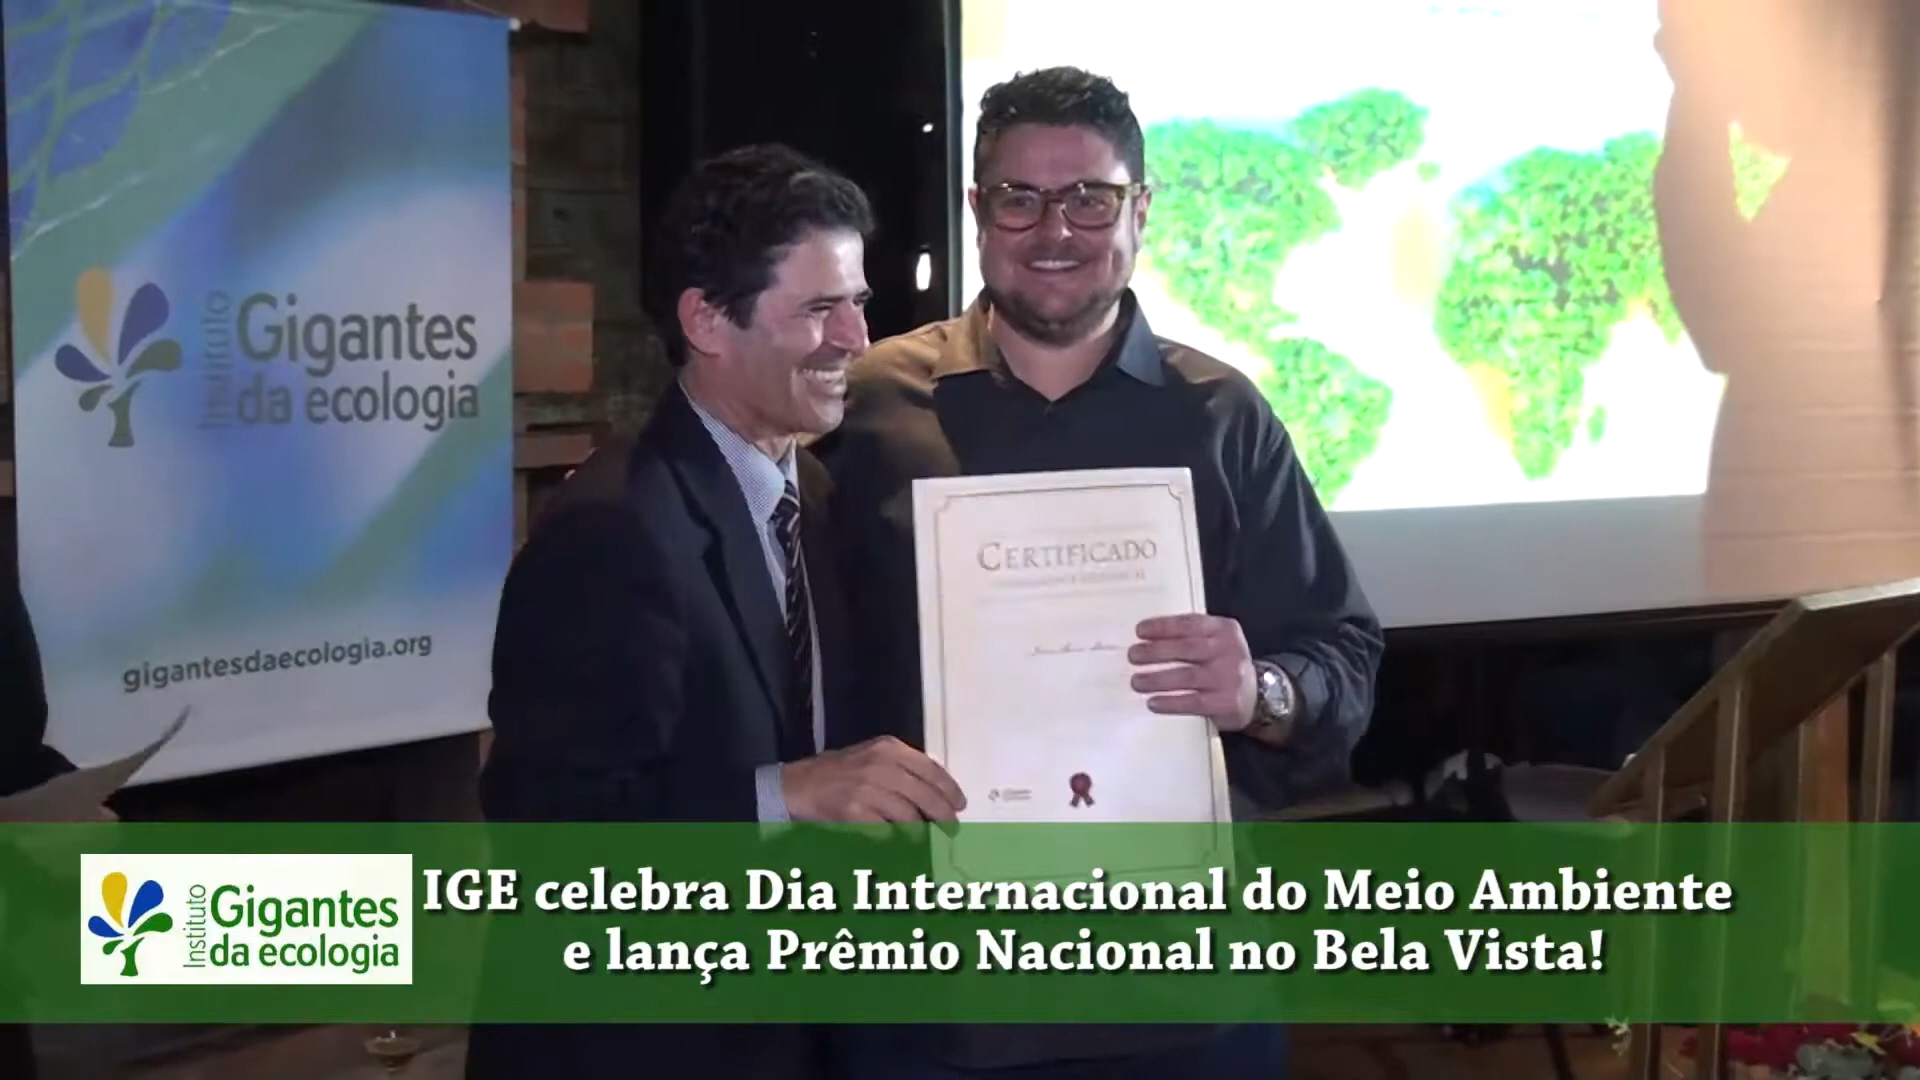 Instituto
Gigantes
da ecologia
gigantesdaecologia.org
CERTIFICADO
Instituto
Gigantes
da ecologia
IGE celebra Dia Internacional do Meio Ambiente
e lança Prêmio Nacional no Bela Vista!